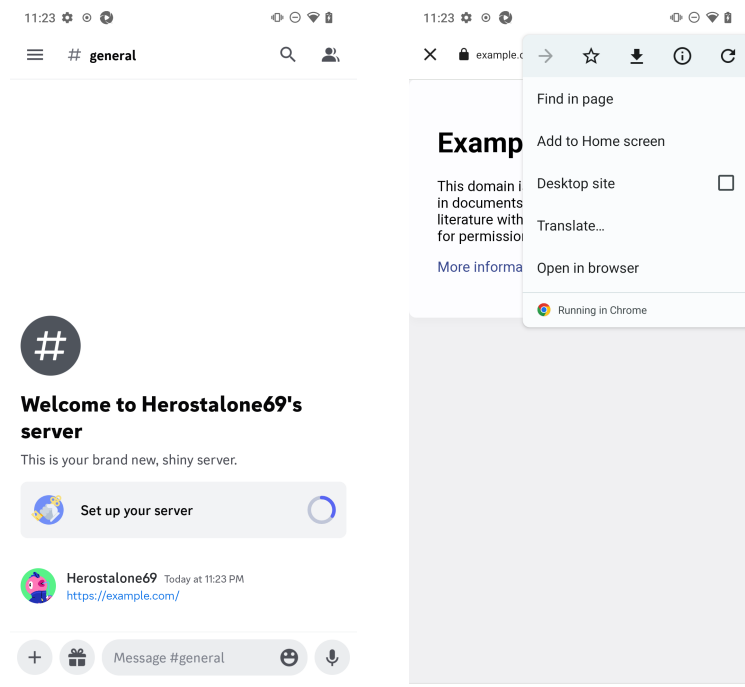 11:23
general
Welcome to Herostalone69's
server
This is your brand new, shiny server.
Set up your server
Herostalone69 Today at 11:23 PM
https://example.com/
Message #general
11:23
example.c
Find in page
Examp
Add to Home screen
This domain i
Desktop site
in documents
literature with
Translate…
for permission
More informa
Open in browser
Running in Chrome